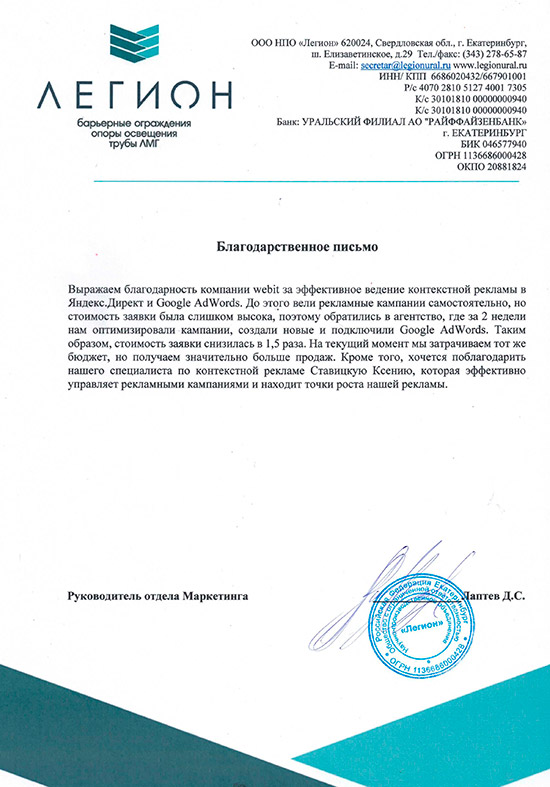 ЛЕГИОН
барьерные ограждения
опоры освещения
трубы ЛМГ
ООО НПО «Легион» 620024, Свердловская обл., г. Екатеринбург,
ш. Елизаветинское, д.29 Тел./факс: (343) 278-65-87
E-mail: secretar@legionural.ru www.legionural.ru
ИНН/ КПП 6686020432/667901001
Р/с 4070 2810 5127 4001 7305
К/с 30101810 00000000940
К/с 30101810 00000000940
Банк: УРАЛЬСКИЙ ФИЛИАЛ АО "РАЙФФАЙЗЕНБАНК»
г. ЕКАТЕРИНБУРГ
БИК 046577940
ОГРН 1136686000428
ОКПО 20881824
Благодарственное письмо
Выражаем благодарность компании webit за эффективное ведение контекстной рекламы в
Яндекс.Директ и Google AdWords. До этого вели рекламные кампании самостоятельно, но
стоимость заявки была слишком высока, поэтому обратились в агентство, где за 2 недели
нам оптимизировали кампании, создали новые и подключили Google AdWords. Таким
образом, стоимость заявки снизилась в 1,5 раза. На текущий момент мы затрачиваем тот же
бюджет, но получаем значительно больше продаж. Кроме того, хочется поблагодарить
нашего специалиста по контекстной рекламе Ставицкую Ксению, которая эффективно
управляет рекламными кампаниями и находит точки роста нашей рекламы.
Руководитель отдела Маркетинга
Лаптев Д.С.
Российская Федерация Екатеринбург
Общество с ограниченной ответственностью
Научно-производственное объединение
«Легион»
ОГРН 1136686000428